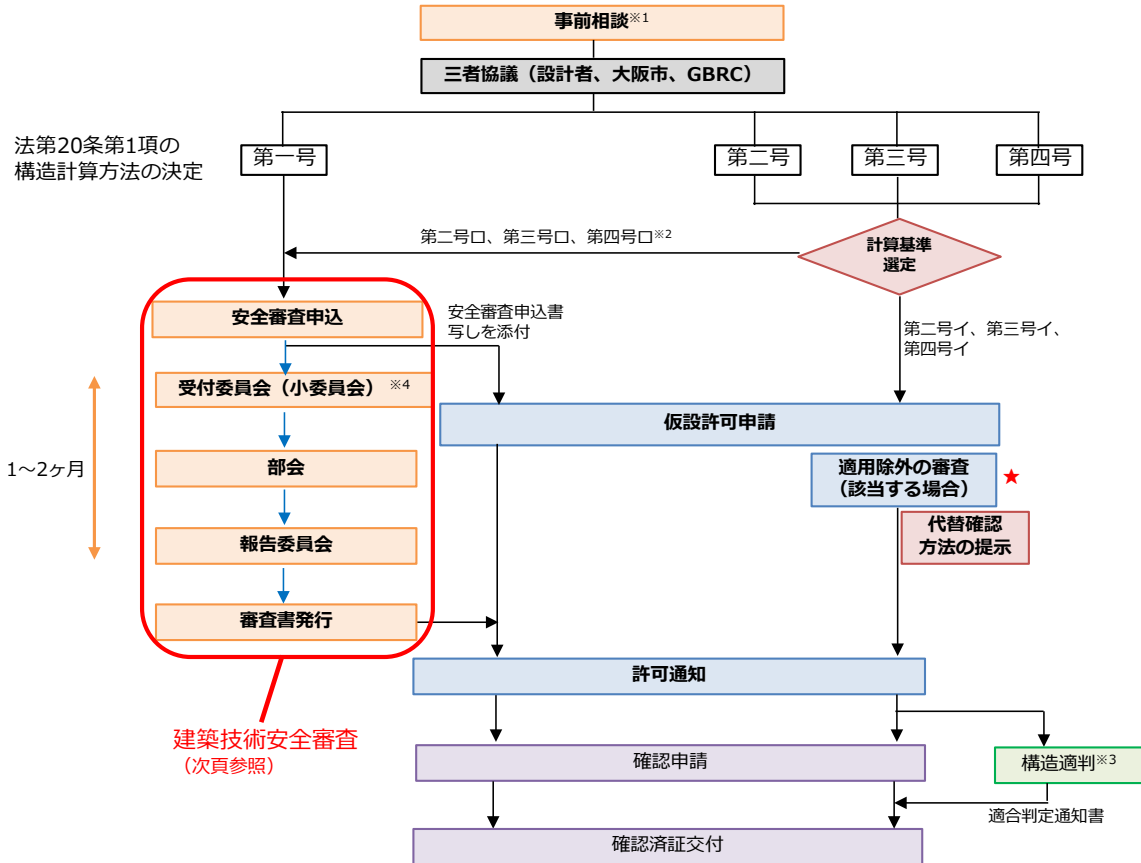 事前相談※1
三者協議（設計者、大阪市、GBRC）
法第20条第1項の
構造計算方法の決定
第一号
第二号
第三号
第四号
第二号ロ、第三号ロ、第四号ロ※2
計算基準
選定
安全審査申込
安全審査申込書
写しを添付
第二号イ、第三号イ、
第四号イ
受付委員会（小委員会） ※4
仮設許可申請
1～2ヶ月
部会
適用除外の審査
（該当する場合）
★
代替確認
方法の提示
報告委員会
審査書発行
許可通知
建築技術安全審査
（次頁参照）
確認申請
構造適判※3
適合判定通知書
確認済証交付